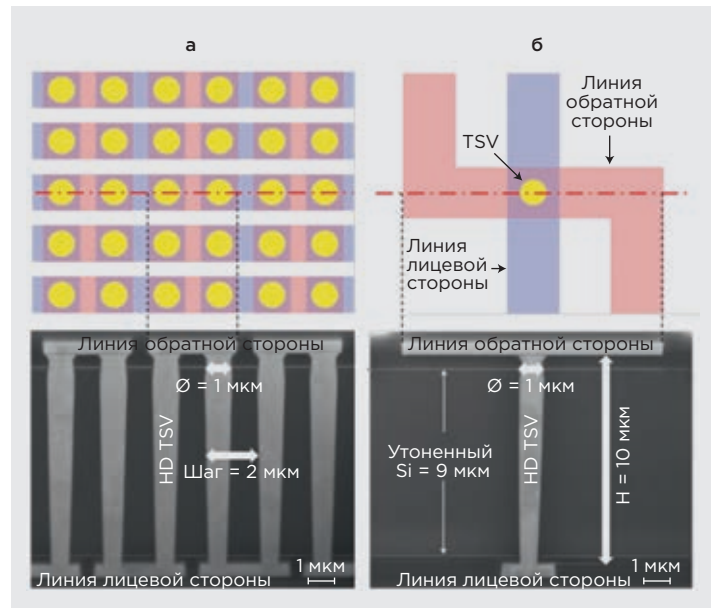 а
б
Линия
обратной
стороны
TSV
Линия
лицевой
стороны
Линия обратной стороны
Ø = 1 мкм
HD TSV
Шаг = 2 мкм
1 мкм
Линия лицевой стороны
Линия обратной стороны
Ø = 1 мкм
Утоненный
Si = 9 мкм
HD TSV
H = 10 мкм
1 мкм
Линия лицевой стороны